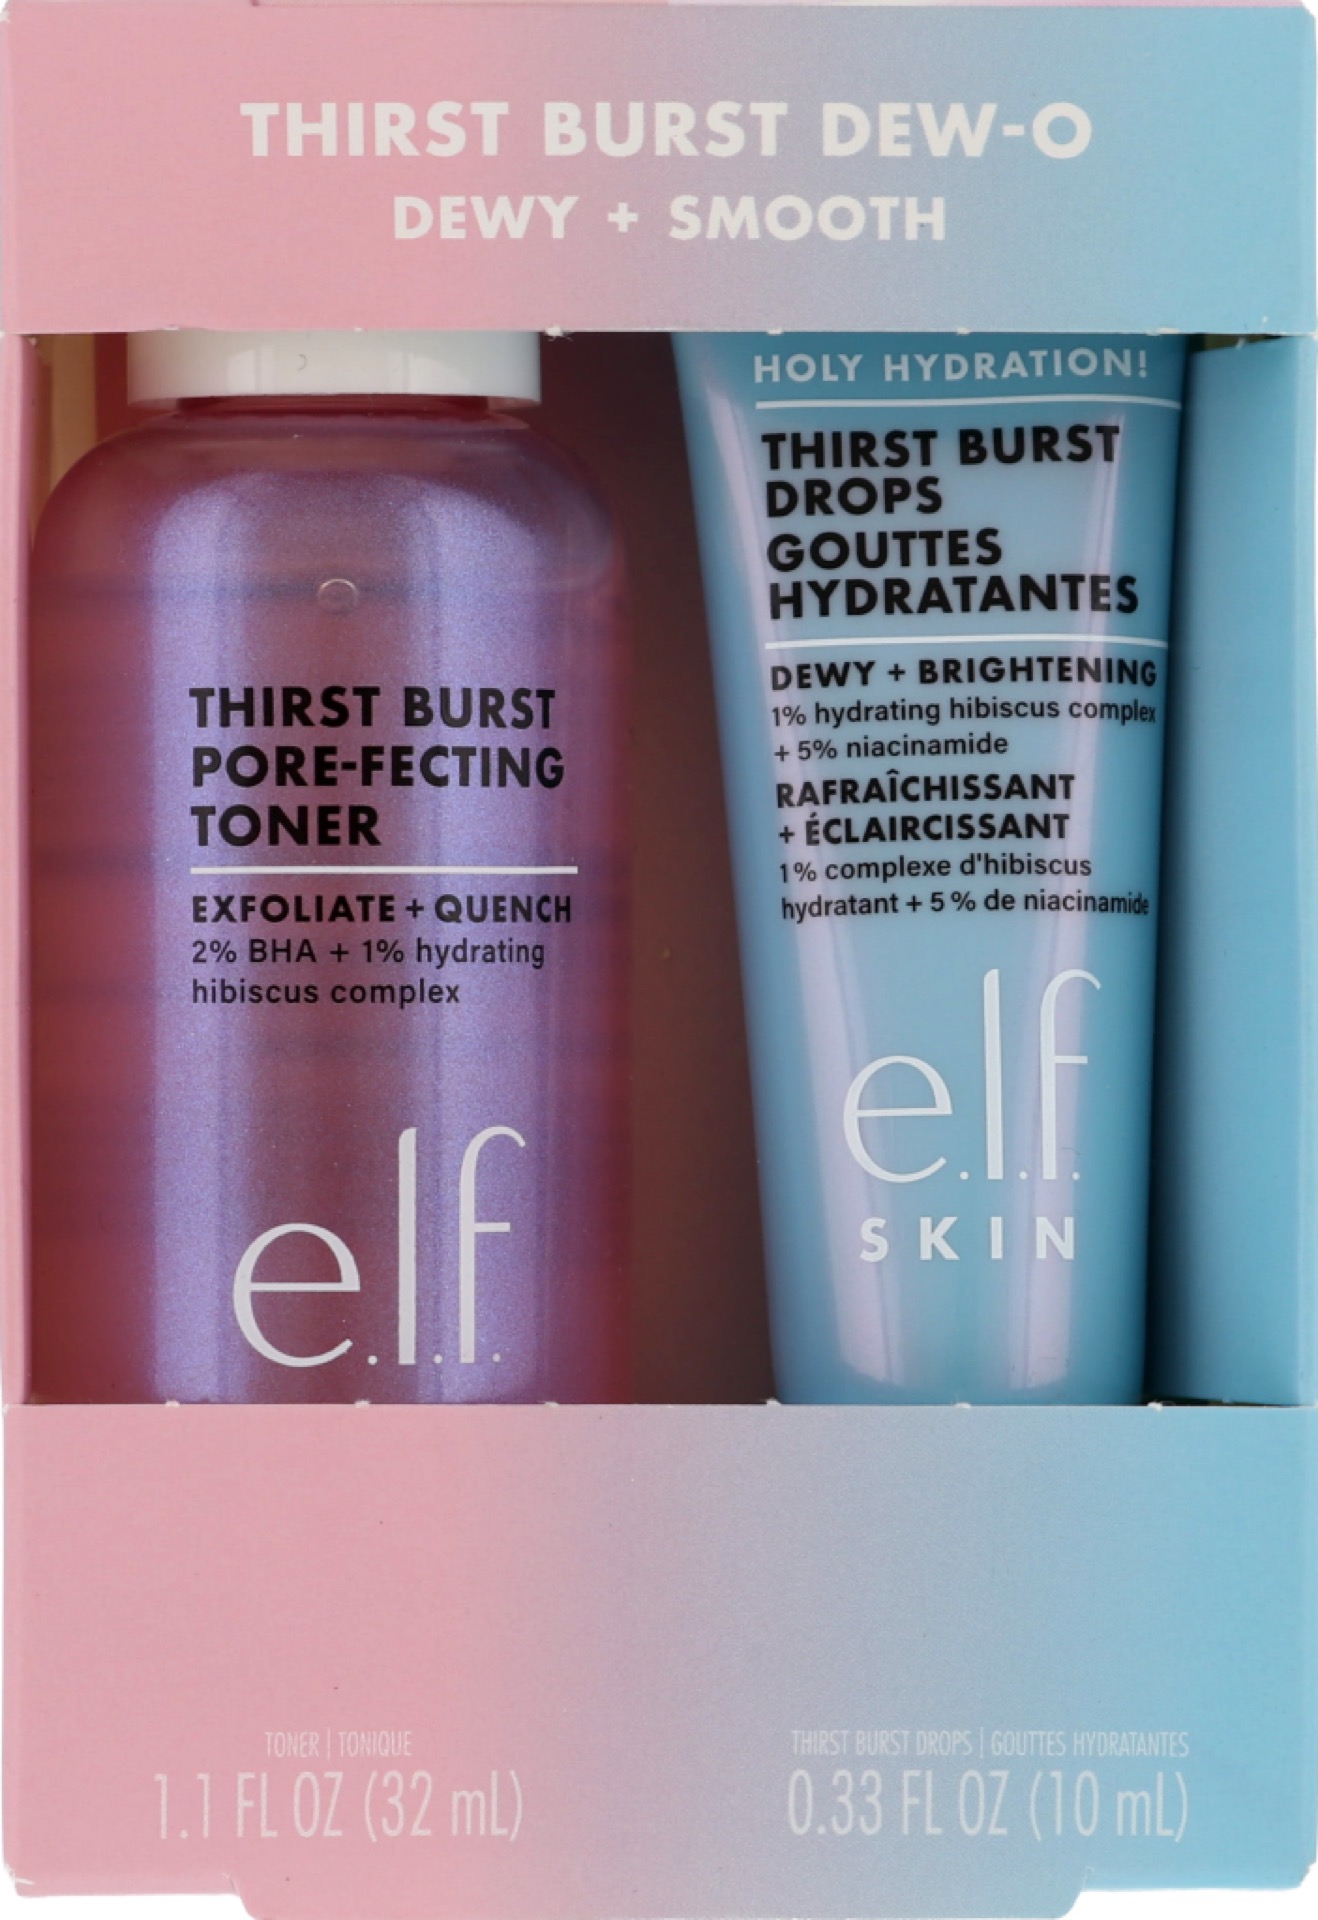 THIRST BURST DEW-O
DEWY + SMOOTH
THIRST BURST
PORE-FECTING
TONER
EXFOLIATE + QUENCH
2% BHA + 1% hydrating
hibiscus complex
e.l.f.
HOLY HYDRATION!
THIRST BURST
DROPS
GOUTTES
HYDRATANTES
DEWY + BRIGHTENING
1% hydrating hibiscus complex
+ 5% niacinamide
RAFRAÎCHISSANT
+ ÉCLAIRCISSANT
1% complexe d'hibiscus
hydratant + 5% de niacinamide
e.l.f.
SKIN
TONER | TONIQUE
1.1 FL OZ (32 mL)
THIRST BURST DROPS | GOUTTES HYDRATANTES
0.33 FL OZ (10 mL)